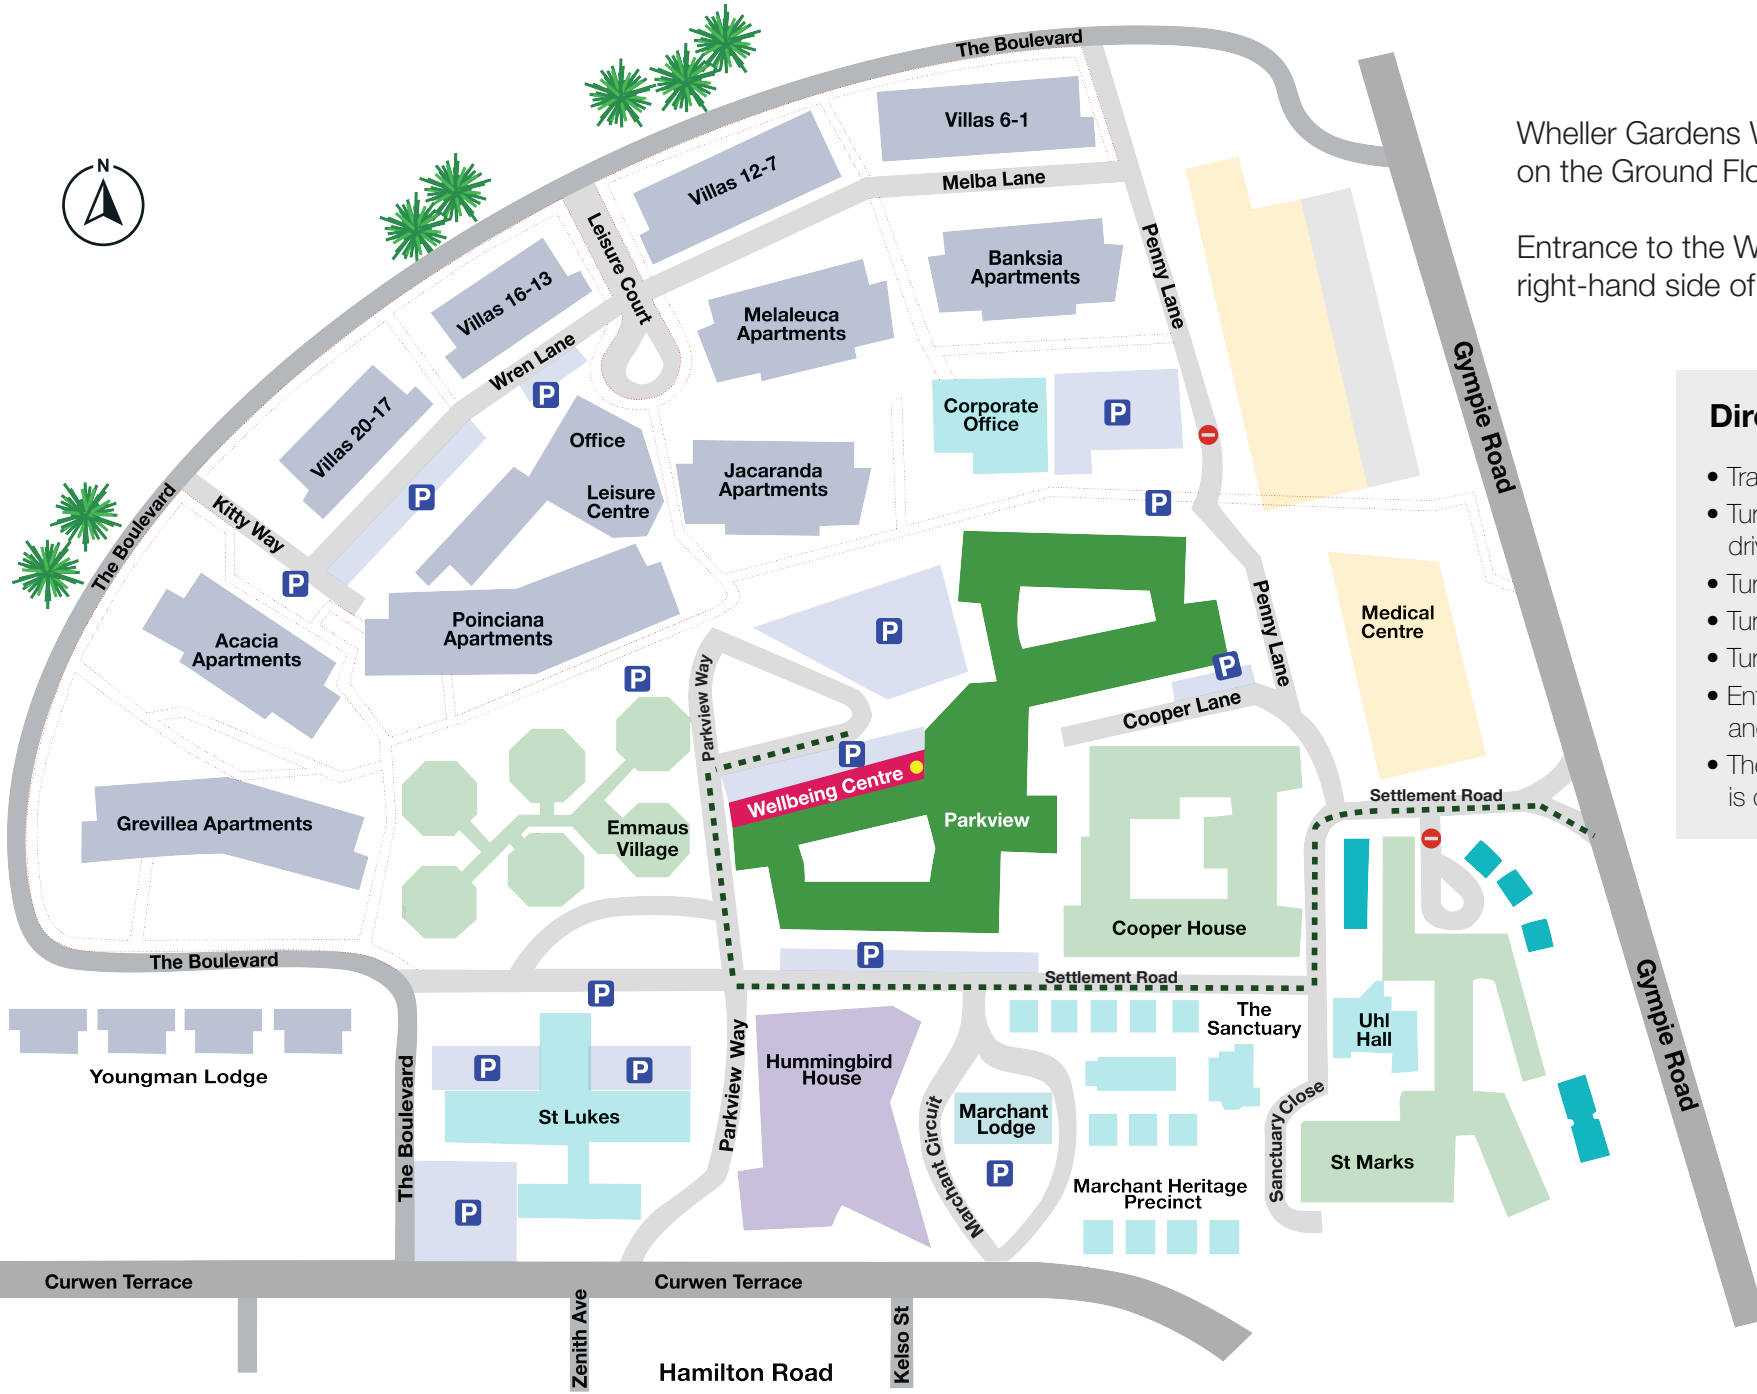 The Boulevard
N
Villas 6-1
Villas 12-7
Melba Lane
Leisure Court
Penny Lane
Banksia
Apartments
Villas 16-13
Melaleuca
Apartments
Wren Lane
P
Villas 20-17
Corporate
Office
P
Office
Leisure
Centre
Jacaranda
Apartments
P
P
Kitty Way
The Boulevard
P
Gympie Road
Wheller Gardens
on the Ground
Entrance to the
right-hand side of
Acacia
Apartments
Poinciana
Apartments
P
P
Penny Lane
P
Medical
Centre
Parkview Way
Cooper Lane
P
Wellbeing Centre
Parkview
Settlement Road
Grevillea Apartments
Emmaus
Village
Cooper House
P
The Boulevard
P
Settlement Road
Gympie Road
The
Sanctuary
Uhl
Hall
Youngman Lodge
The Boulevard
P
P
St Lukes
P
Parkview Way
Hummingbird
House
Marchant Circuit
Marchant
Lodge
P
Sanctuary Close
St Marks
Marchant Heritage
Precinct
Curwen Terrace
Curwen Terrace
Zenith Ave
Kelso St
Hamilton Road
• The
is